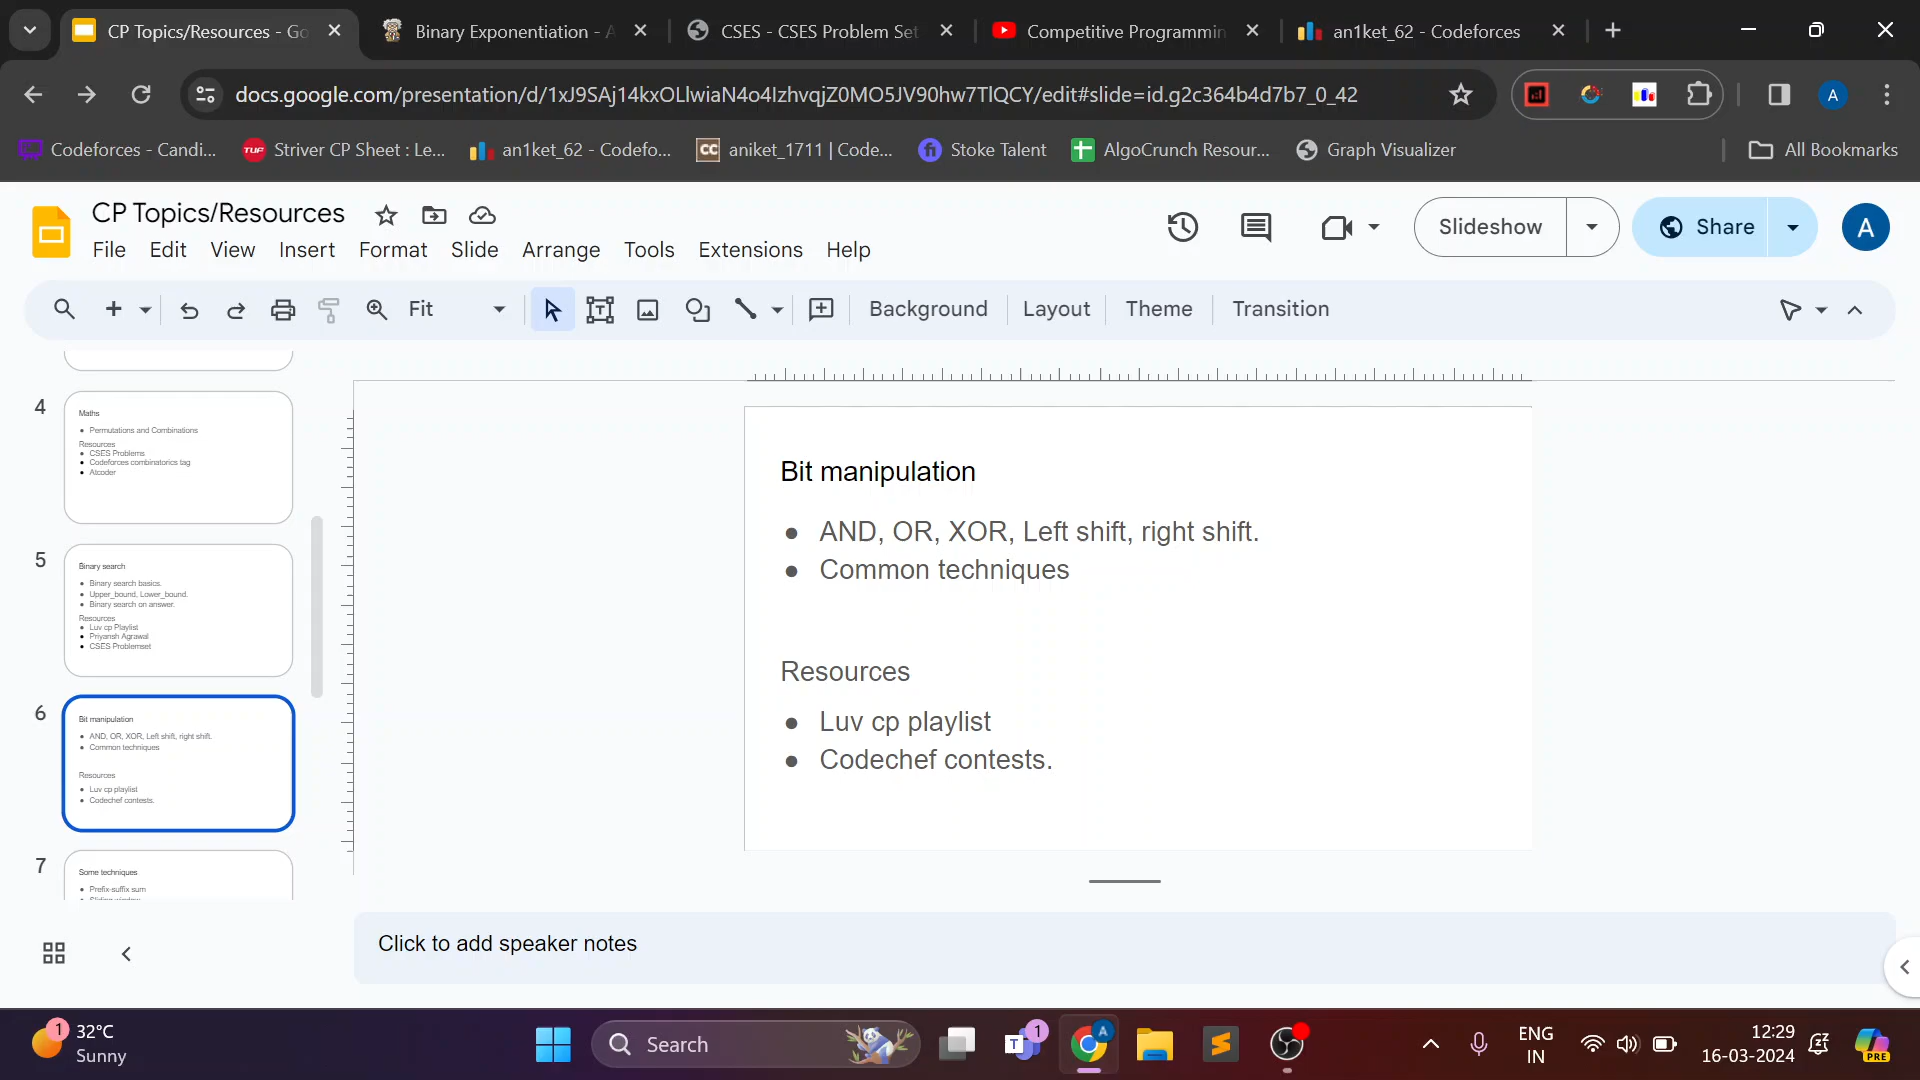 CP Topics/Resources - Go
Binary Exponentiation - A
CSES - CSES Problem Set
Competitive Programmin
an1ket_62 - Codeforces
docs.google.com/presentation/d/1xJ9SAj14kxOLlwiaN4o4IzhvqjZ0MO5JV90hw7TlQCY/edit#slide=id.g2c364b4d7b7_0_42
A
Codeforces - Candi...
TUF
Striver CP Sheet : Le...
an1ket_62 - Codefo...
CC
aniket_1711 | Code...
Stoke Talent
AlgoCrunch Resour...
Graph Visualizer
All Bookmarks
CP Topics/Resources
File Edit View Insert Format Slide Arrange Tools Extensions Help
Slideshow
Share
A
Fit
Background
Layout
Theme
Transition
4
Maths
● Permutations and Combinations
Resources
● CSES Problems
● Codeforces combinatorics tag
● Atcoder
5
Binary search
● Binary search basics.
● Upper_bound, Lower_bound.
● Binary search on answer.
Resources
● Luv cp Playlist
● Priyansh Agrawal
● CSES Problemset
6
Bit manipulation
● AND, OR, XOR, Left shift, right shift.
● Common techniques
Resources
● Luv cp playlist
● Codechef contests.
7
Some techniques
● Prefix-suffix sum
● Sliding window
Bit manipulation
● AND, OR, XOR, Left shift, right shift.
● Common techniques
Resources
● Luv cp playlist
● Codechef contests.
Click to add speaker notes
1
32°C
Sunny
Search
T
1
A
ENG
IN
12:29
16-03-2024
PRE